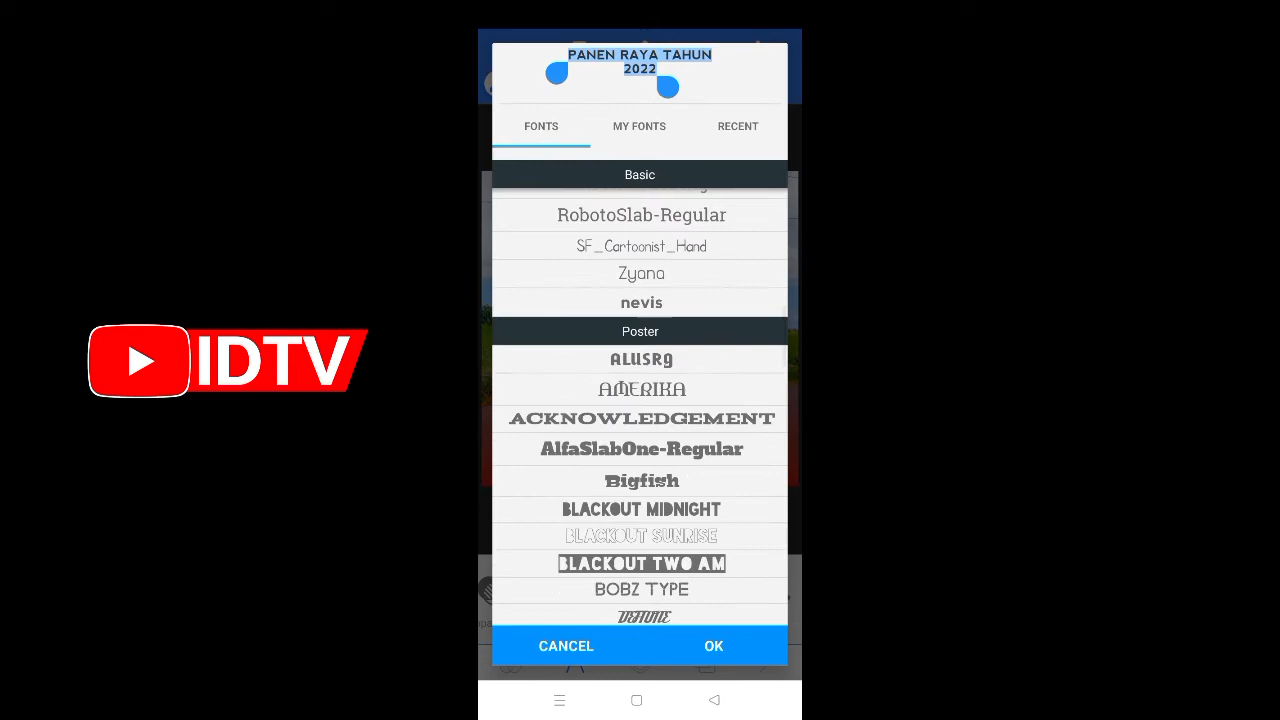 PANEN RAYA TAHUN
2022
FONTS
MY FONTS
RECENT
Basic
RobotoSlab-Regular
SF_Cartoonist_Hand
Zyana
nevis
Poster
ALUSRg
AMERIKA
ACKNOWLEDGEMENT
AlfaSlabOne-Regular
Bigfish
BLACKOUT MIDNIGHT
BLACKOUT SUNRISE
BLACKOUT TWO AM
BOBZ TYPE
CANCEL
OK
IDTV